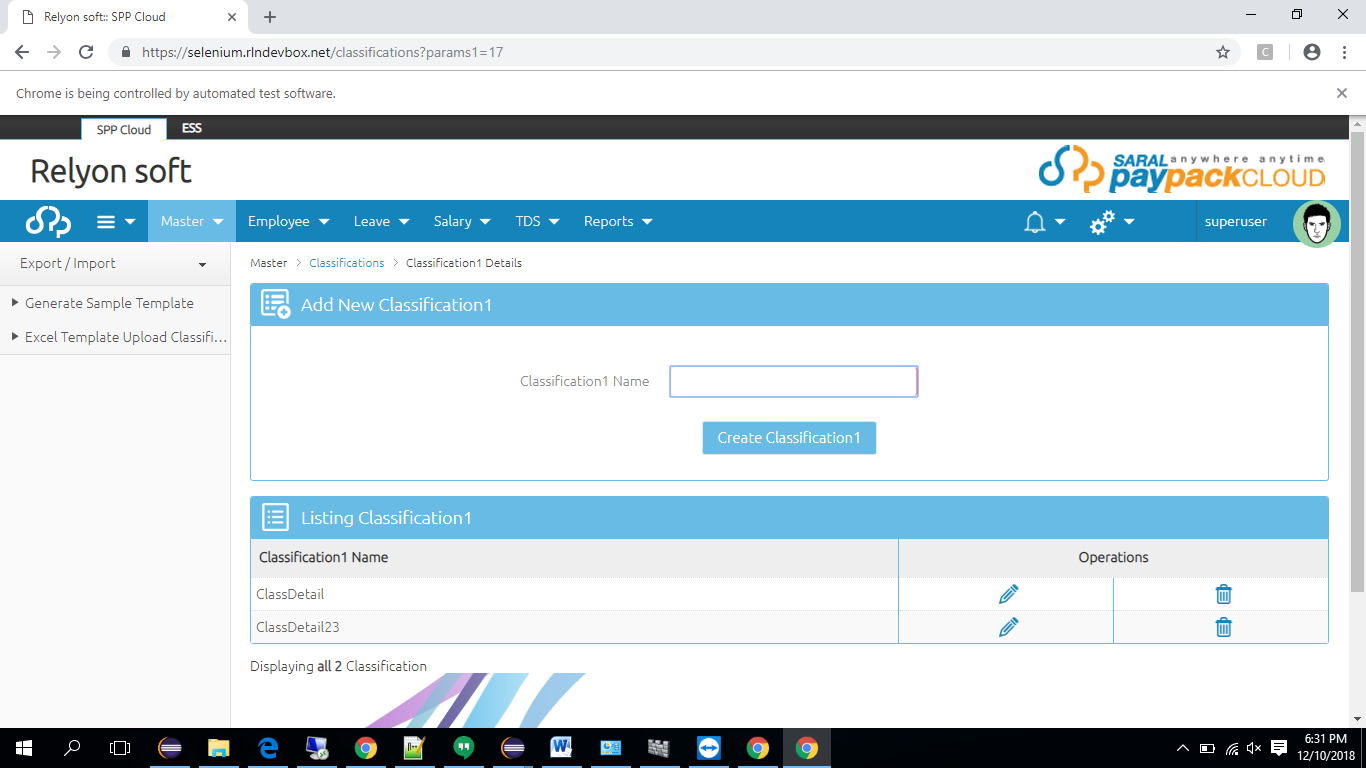 Relyon soft:: SPP Cloud
https://selenium.rlndevbox.net/classifications?params1=17
C
Chrome is being controlled by automated test software.
SPP Cloud ESS
Relyon soft
SARAL anywhere anytime
paypackCLOUD
Master Employee Leave Salary TDS Reports superuser
Export / Import
Master > Classifications > Classification1 Details
Generate Sample Template
Excel Template Upload Classifi...
Add New Classification1
Classification1 Name
Create Classification1
Listing Classification1
Classification1 Name Operations
ClassDetail
ClassDetail23
Displaying all 2 Classification
6:31 PM
12/10/2018